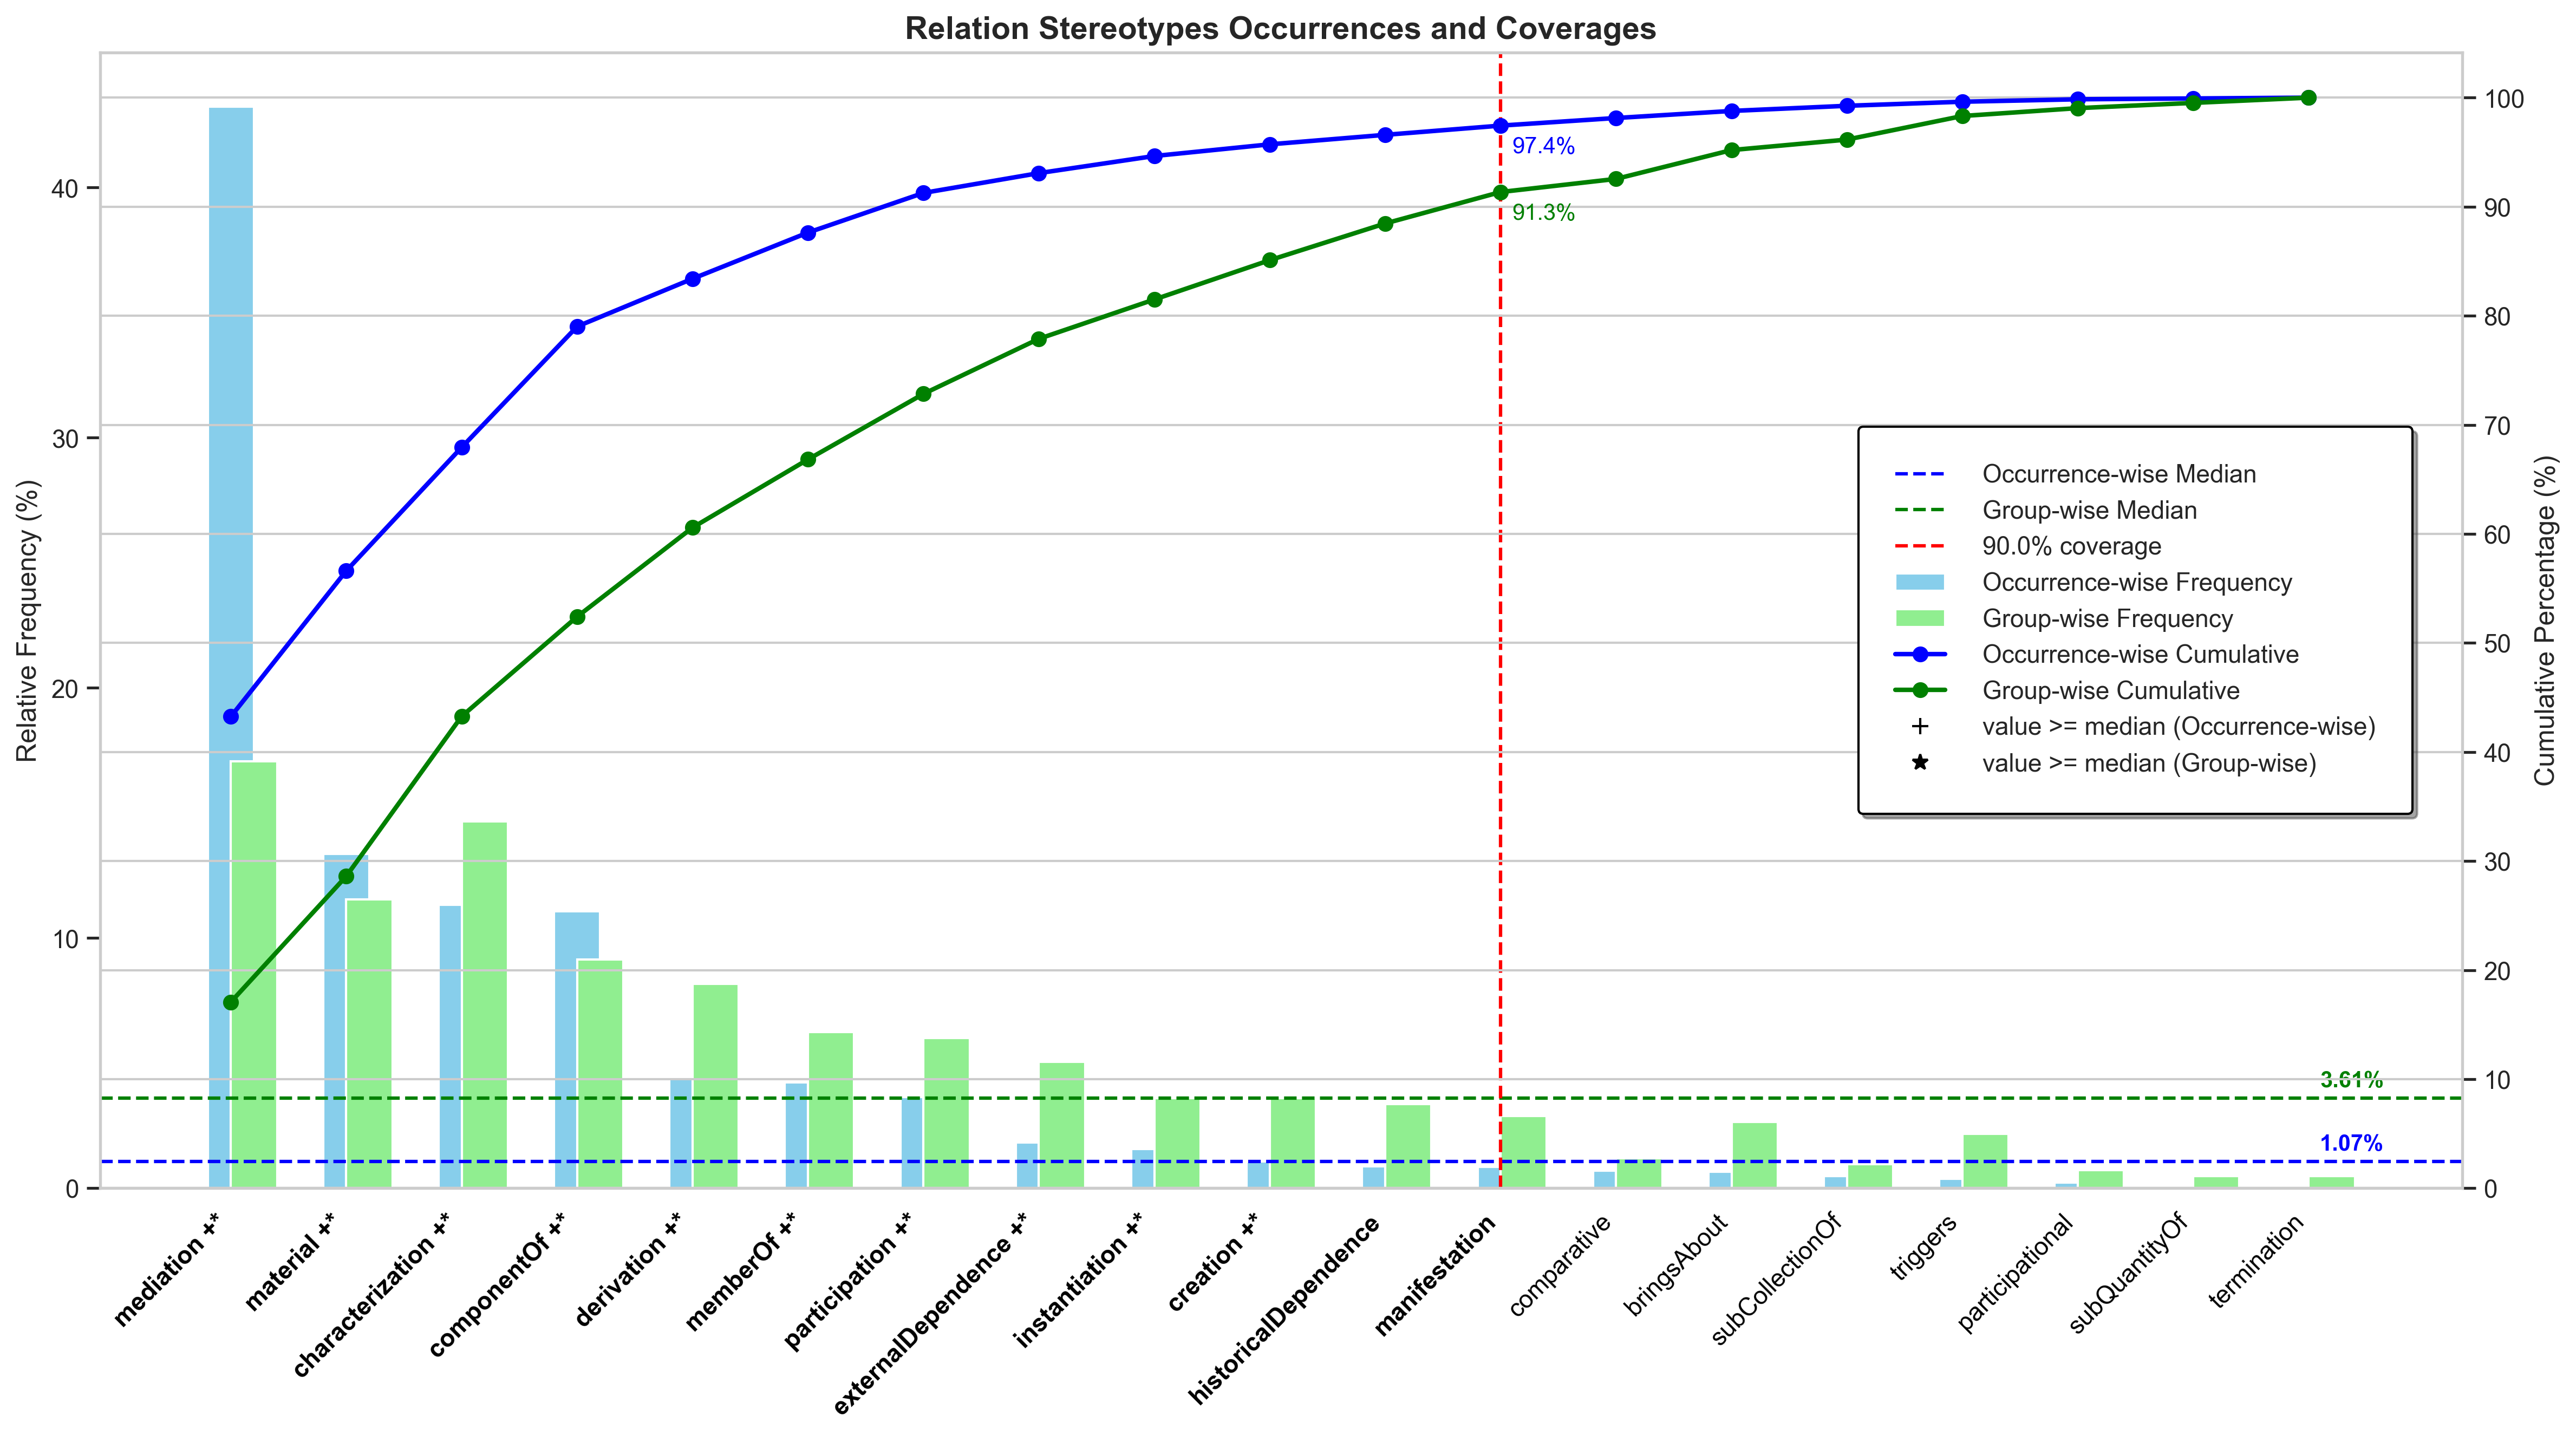 Relation Stereotypes Occurrences and Coverages
Relative Frequency (%)
40
30
20
10
0
100
90
80
70
60
50
40
30
20
10
0
Cumulative Percentage (%)
97.4%
91.3%
Occurrence-wise Median
Group-wise Median
90.0% coverage
Occurrence-wise Frequency
Group-wise Frequency
Occurrence-wise Cumulative
Group-wise Cumulative
+ value >= median (Occurrence-wise)
★ value >= median (Group-wise)
3.61%
1.07%
mediation +*
material +*
characterization +*
componentOf +*
derivation +*
memberOf +*
participation +*
externalDependence +*
instantiation +*
creation +*
historicalDependence
manifestation
comparative
bringsAbout
subCollectionOf
triggers
participational
subQuantityOf
termination